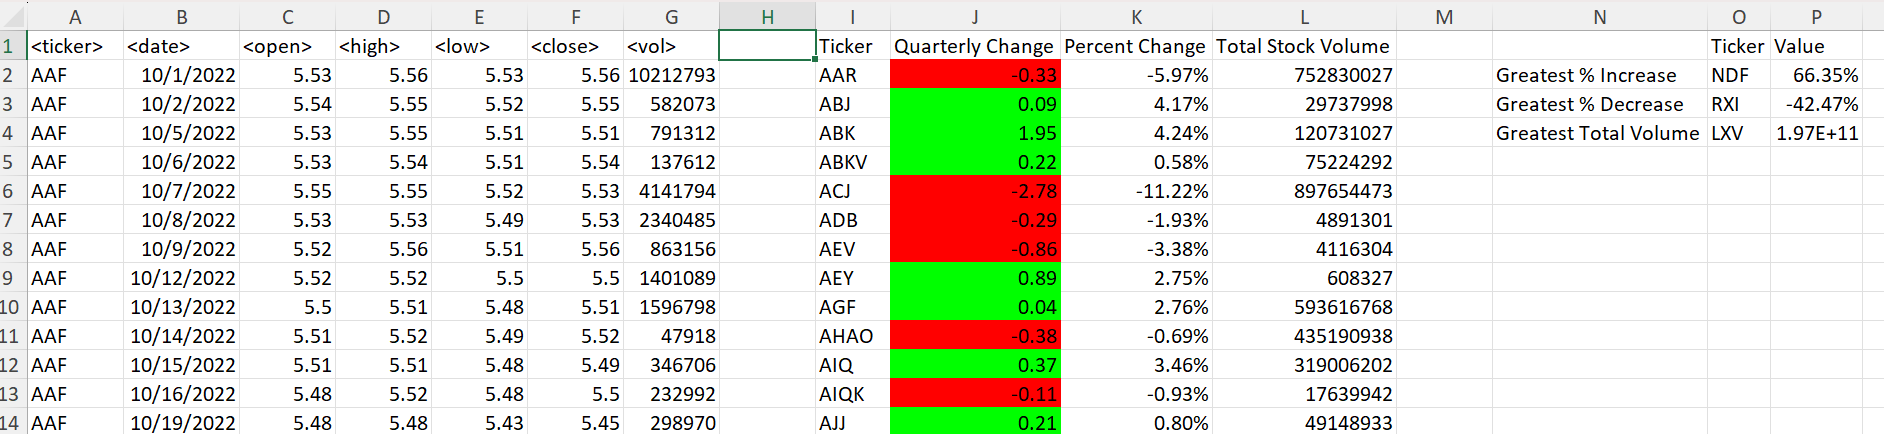 A B C D E F G H I J K L M N O P
1 <ticker> <date> <open> <high> <low> <close> <vol> Ticker Quarterly Change Percent Change Total Stock Volume Ticker Value
2 AAF 10/1/2022 5.53 5.56 5.53 5.56 10212793 AAR -0.33 -5.97% 752830027 Greatest % Increase NDF 66.35%
3 AAF 10/2/2022 5.54 5.55 5.52 5.55 582073 ABJ 0.09 4.17% 29737998 Greatest % Decrease RXI -42.47%
4 AAF 10/5/2022 5.53 5.55 5.51 5.51 791312 ABK 1.95 4.24% 120731027 Greatest Total Volume LXV 1.97E+11
5 AAF 10/6/2022 5.53 5.54 5.51 5.54 137612 ABKV 0.22 0.58% 75224292
6 AAF 10/7/2022 5.55 5.55 5.52 5.53 4141794 ACJ -2.78 -11.22% 897654473
7 AAF 10/8/2022 5.53 5.53 5.49 5.53 2340485 ADB -0.29 -1.93% 4891301
8 AAF 10/9/2022 5.52 5.56 5.51 5.56 863156 AEV -0.86 -3.38% 4116304
9 AAF 10/12/2022 5.52 5.52 5.5 5.5 1401089 AEY 0.89 2.75% 608327
10 AAF 10/13/2022 5.5 5.51 5.48 5.51 1596798 AGF 0.04 2.76% 593616768
11 AAF 10/14/2022 5.51 5.52 5.49 5.52 47918 AHAO -0.38 -0.69% 435190938
12 AAF 10/15/2022 5.51 5.51 5.48 5.49 346706 AIQ 0.37 3.46% 319006202
13 AAF 10/16/2022 5.48 5.52 5.48 5.5 232992 AIQK -0.11 -0.93% 17639942
14 AAF 10/19/2022 5.48 5.48 5.43 5.45 298970 AJJ 0.21 0.80% 49148933